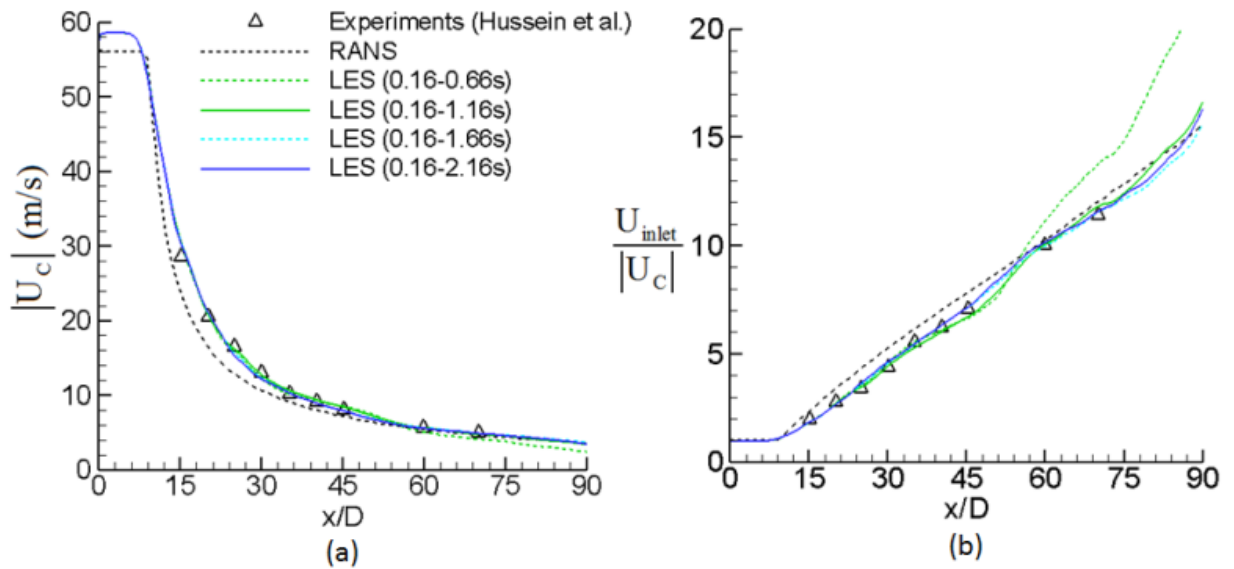 60
50
40
30
20
10
0
|U_C| (m/s)
Experiments (Hussein et al.)
RANS
LES (0.16-0.66s)
LES (0.16-1.16s)
LES (0.16-1.66s)
LES (0.16-2.16s)
0 15 30 45 60 75 90
x/D
(a)
20
15
10
5
0
U_inlet
|U_C|
0 15 30 45 60 75 90
x/D
(b)